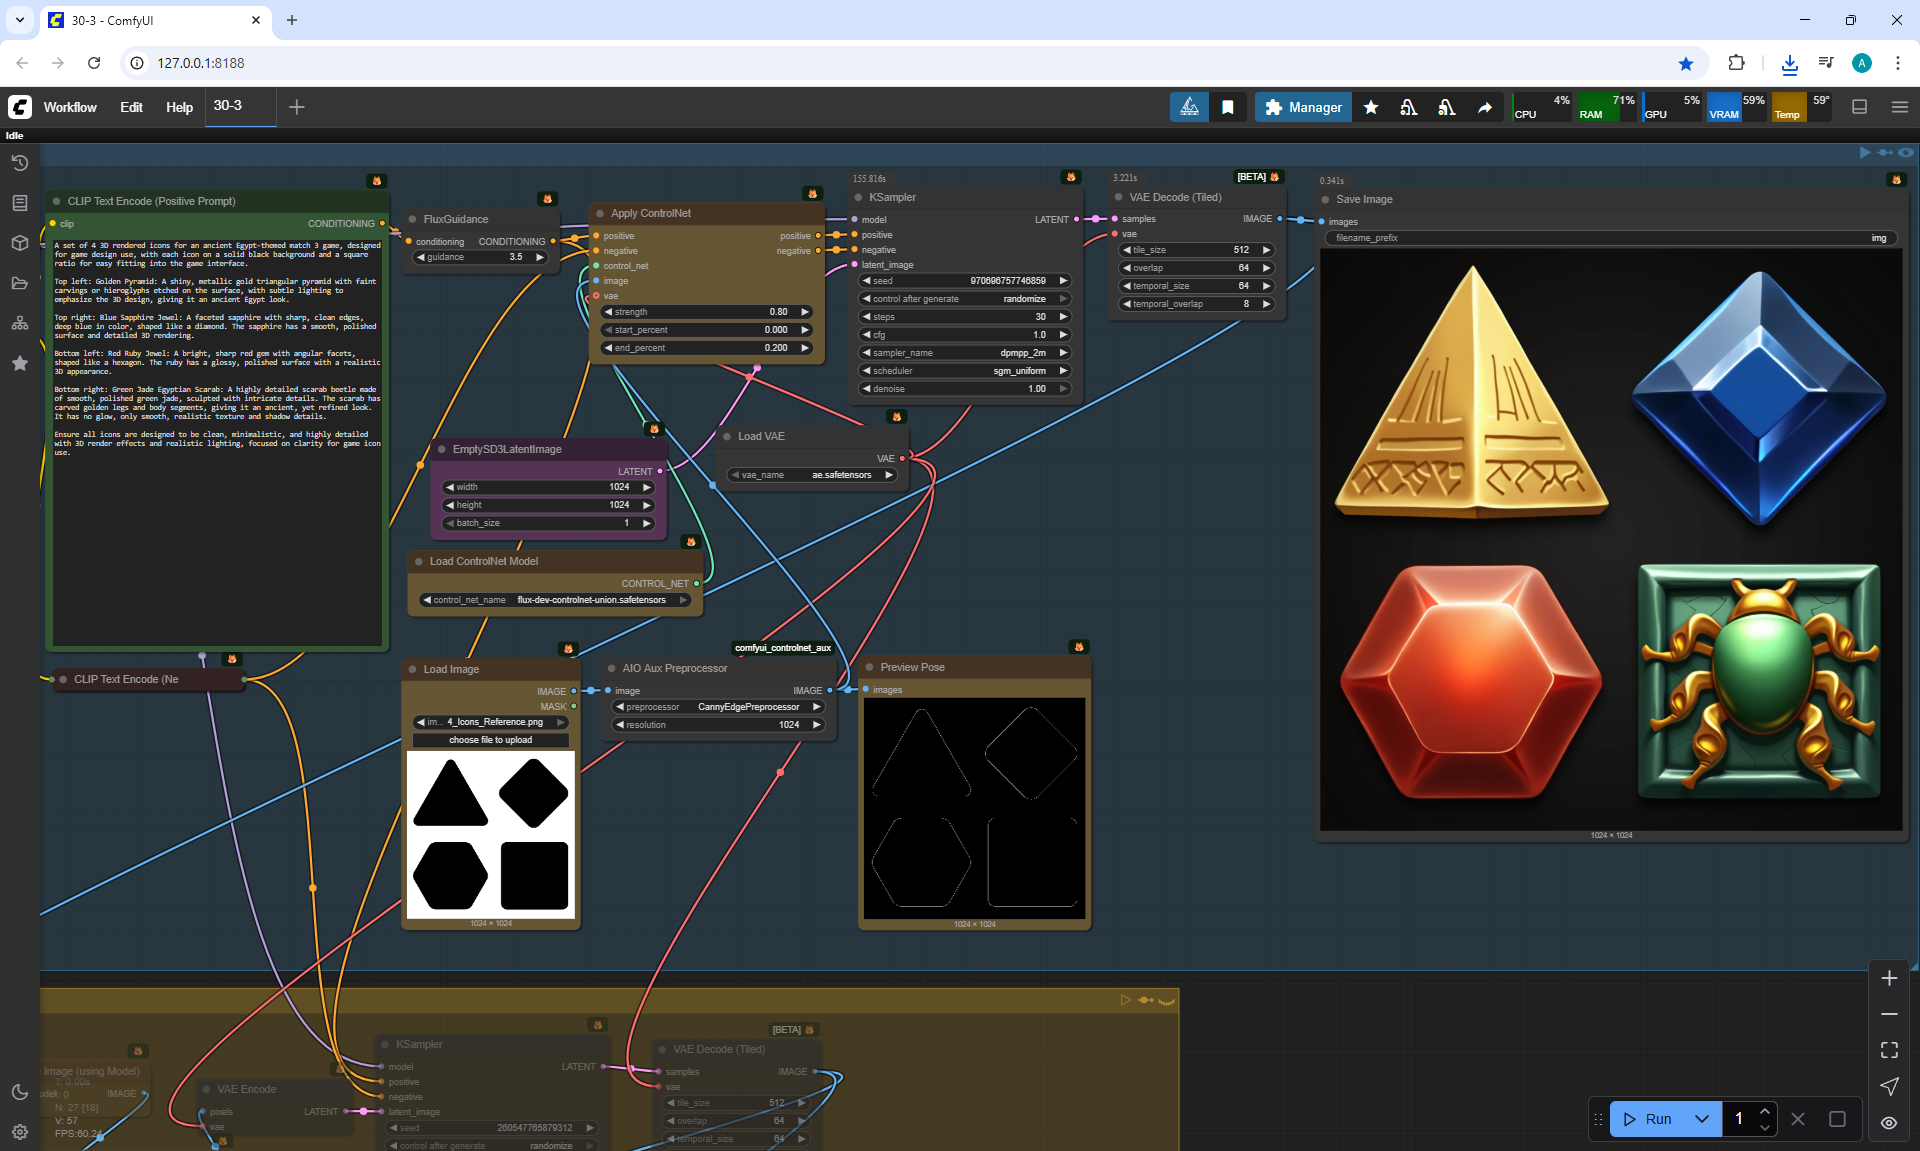 30-3 - ComfyUI
127.0.0.1:8188
A
Workflow
Edit
Help
30-3
Manager
CPU
4%
RAM
71%
GPU
5%
VRAM
59%
Temp
59°
Idle
CLIP Text Encode (Positive Prompt)
clip
CONDITIONING
A set of 4 3D rendered icons for an ancient Egypt-themed match 3 game, designed
for game design use, with each icon on a solid black background and a square
ratio for easy fitting into the game interface.
Top left: Golden Pyramid: A shiny, metallic gold triangular pyramid with faint
carvings or hieroglyphs etched on the surface, with subtle lighting to
emphasize the 3D design, giving it an ancient Egypt look.
Top right: Blue Sapphire Jewel: A faceted sapphire with sharp, clean edges,
deep blue in color, shaped like a diamond. The sapphire has a smooth, polished
surface and detailed 3D rendering.
Bottom left: Red Ruby Jewel: A bright, sharp red gem with angular facets,
shaped like a hexagon. The ruby has a glossy, polished surface with a realistic
3D appearance.
Bottom right: Green Jade Egyptian Scarab: A highly detailed scarab beetle made
of smooth, polished green jade, sculpted with intricate details. The scarab has
carved golden legs and body segments, giving it an ancient, yet refined look.
It has no glow, only smooth, realistic texture and shadow details.
Ensure all icons are designed to be clean, minimalistic, and highly detailed
with 3D render effects and realistic lighting, focused on clarity for game icon
use.
CLIP Text Encode (Ne
FluxGuidance
conditioning
CONDITIONING
guidance
3.5
Apply ControlNet
positive
positive
negative
negative
control_net
image
vae
strength
0.80
start_percent
0.000
end_percent
0.200
155.816s
KSampler
model
LATENT
positive
negative
latent_image
seed
970696757746859
control after generate
randomize
steps
30
cfg
1.0
sampler_name
dpmpp_2m
scheduler
sgm_uniform
denoise
1.00
3.221s
[BETA]
VAE Decode (Tiled)
samples
IMAGE
vae
tile_size
512
overlap
64
temporal_size
64
temporal_overlap
8
0.341s
Save Image
images
filename_prefix
img
1024 × 1024
EmptySD3LatentImage
LATENT
width
1024
height
1024
batch_size
1
Load VAE
VAE
vae_name
ae.safetensors
Load ControlNet Model
CONTROL_NET
control_net_name
flux-dev-controlnet-union.safetensors
Load Image
IMAGE
MASK
im...
4_Icons_Reference.png
choose file to upload
1024 × 1024
comfyui_controlnet_aux
AIO Aux Preprocessor
image
IMAGE
preprocessor
CannyEdgePreprocessor
resolution
1024
Preview Pose
images
1024 × 1024
Image (using Model)
IMAGE
T: 0.00s
N: 27 [18]
V: 57
VAE Encode
pixels
LATENT
vae
KSampler
model
LATENT
positive
negative
latent_image
seed
260547765879312
control after generate
randomize
[BETA]
VAE Decode (Tiled)
samples
IMAGE
vae
tile_size
512
overlap
64
temporal_size
64
Run
1